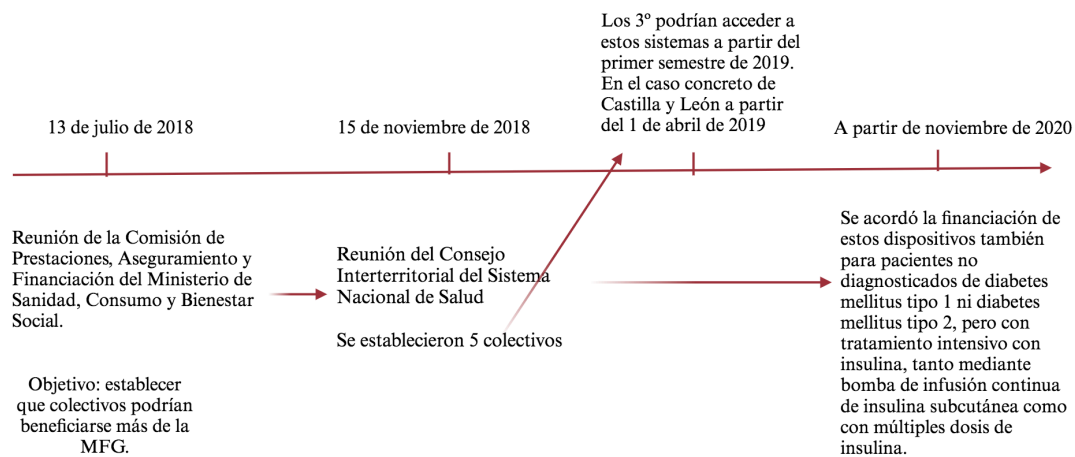 13 de julio de 2018
Reunión de la Comisión de
Prestaciones, Aseguramiento y
Financiación del Ministerio de
Sanidad, Consumo y Bienestar
Social.
Objetivo: establecer
que colectivos podrían
beneficiarse más de la
MFG.
15 de noviembre de 2018
Reunión del Consejo
Interterritorial del Sistema
Nacional de Salud
Se establecieron 5 colectivos
Los 3º podrían acceder a
estos sistemas a partir del
primer semestre de 2019.
En el caso concreto de
Castilla y León a partir
del 1 de abril de 2019
A partir de noviembre de 2020
Se acordó la financiación de
estos dispositivos también
para pacientes no
diagnosticados de diabetes
mellitus tipo 1 ni diabetes
mellitus tipo 2, pero con
tratamiento intensivo con
insulina, tanto mediante
bomba de infusión continua
de insulina subcutánea como
con múltiples dosis de
insulina.